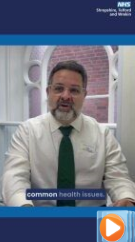 NHS
Shropshire, Telford
and Wrekin
common health issues.